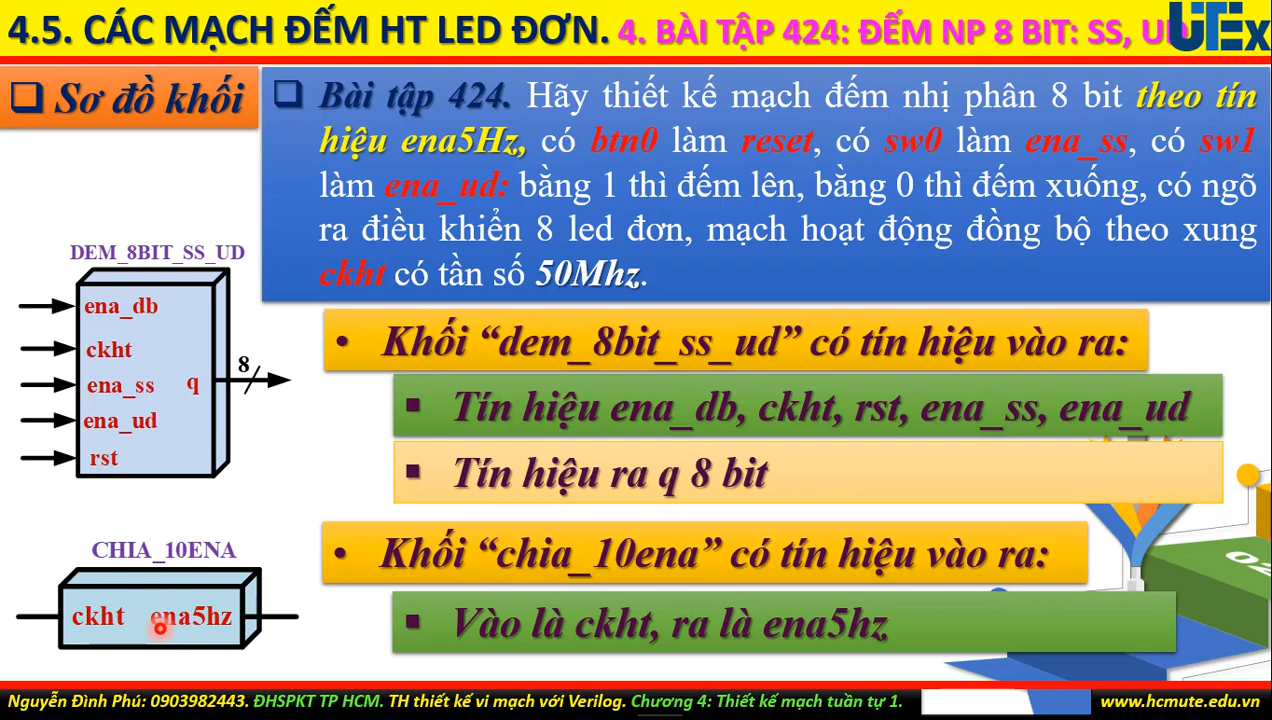 4.5. CÁC MẠCH ĐẾM HT LED ĐƠN. 4. BÀI TẬP 424: ĐẾM NP 8 BIT: SS, UD
UTEx
Sơ đồ khối
Bài tập 424. Hãy thiết kế mạch đếm nhị phân 8 bit theo tín
hiệu ena5Hz, có btn0 làm reset, có sw0 làm ena_ss, có sw1
làm ena_ud: bằng 1 thì đếm lên, bằng 0 thì đếm xuống, có ngõ
ra điều khiển 8 led đơn, mạch hoạt động đồng bộ theo xung
ckht có tần số 50Mhz.
DEM_8BIT_SS_UD
ena_db
ckht
ena_ss q 8
ena_ud
rst
• Khối “dem_8bit_ss_ud” có tín hiệu vào ra:
Tín hiệu ena_db, ckht, rst, ena_ss, ena_ud
Tín hiệu ra q 8 bit
CHIA_10ENA
ckht ena5hz
• Khối “chia_10ena” có tín hiệu vào ra:
Vào là ckht, ra là ena5hz
02
Nguyễn Đình Phú: 0903982443. ĐHSPKT TP HCM. TH thiết kế vi mạch với Verilog. Chương 4: Thiết kế mạch tuần tự 1.
www.hcmute.edu.vn